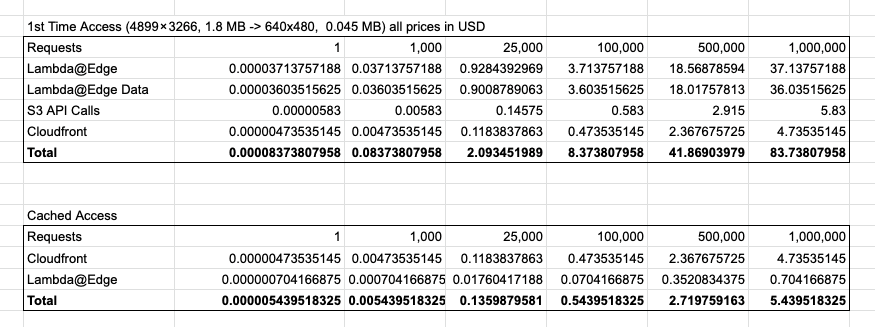 1st Time Access (4899×3266, 1.8 MB -> 640x480, 0.045 MB) all prices in USD
Requests 1 1,000 25,000 100,000 500,000 1,000,000
Lambda@Edge 0.00003713757188 0.03713757188 0.9284392969 3.713757188 18.56878594 37.13757188
Lambda@Edge Data 0.00003603515625 0.03603515625 0.9008789063 3.603515625 18.01757813 36.03515625
S3 API Calls 0.00000583 0.00583 0.14575 0.583 2.915 5.83
Cloudfront 0.00000473535145 0.00473535145 0.1183837863 0.473535145 2.367675725 4.73535145
Total 0.00008373807958 0.08373807958 2.093451989 8.373807958 41.86903979 83.73807958
Cached Access
Requests 1 1,000 25,000 100,000 500,000 1,000,000
Cloudfront 0.00000473535145 0.00473535145 0.1183837863 0.473535145 2.367675725 4.73535145
Lambda@Edge 0.000000704166875 0.000704166875 0.01760417188 0.0704166875 0.3520834375 0.704166875
Total 0.000005439518325 0.005439518325 0.1359879581 0.5439518325 2.719759163 5.439518325